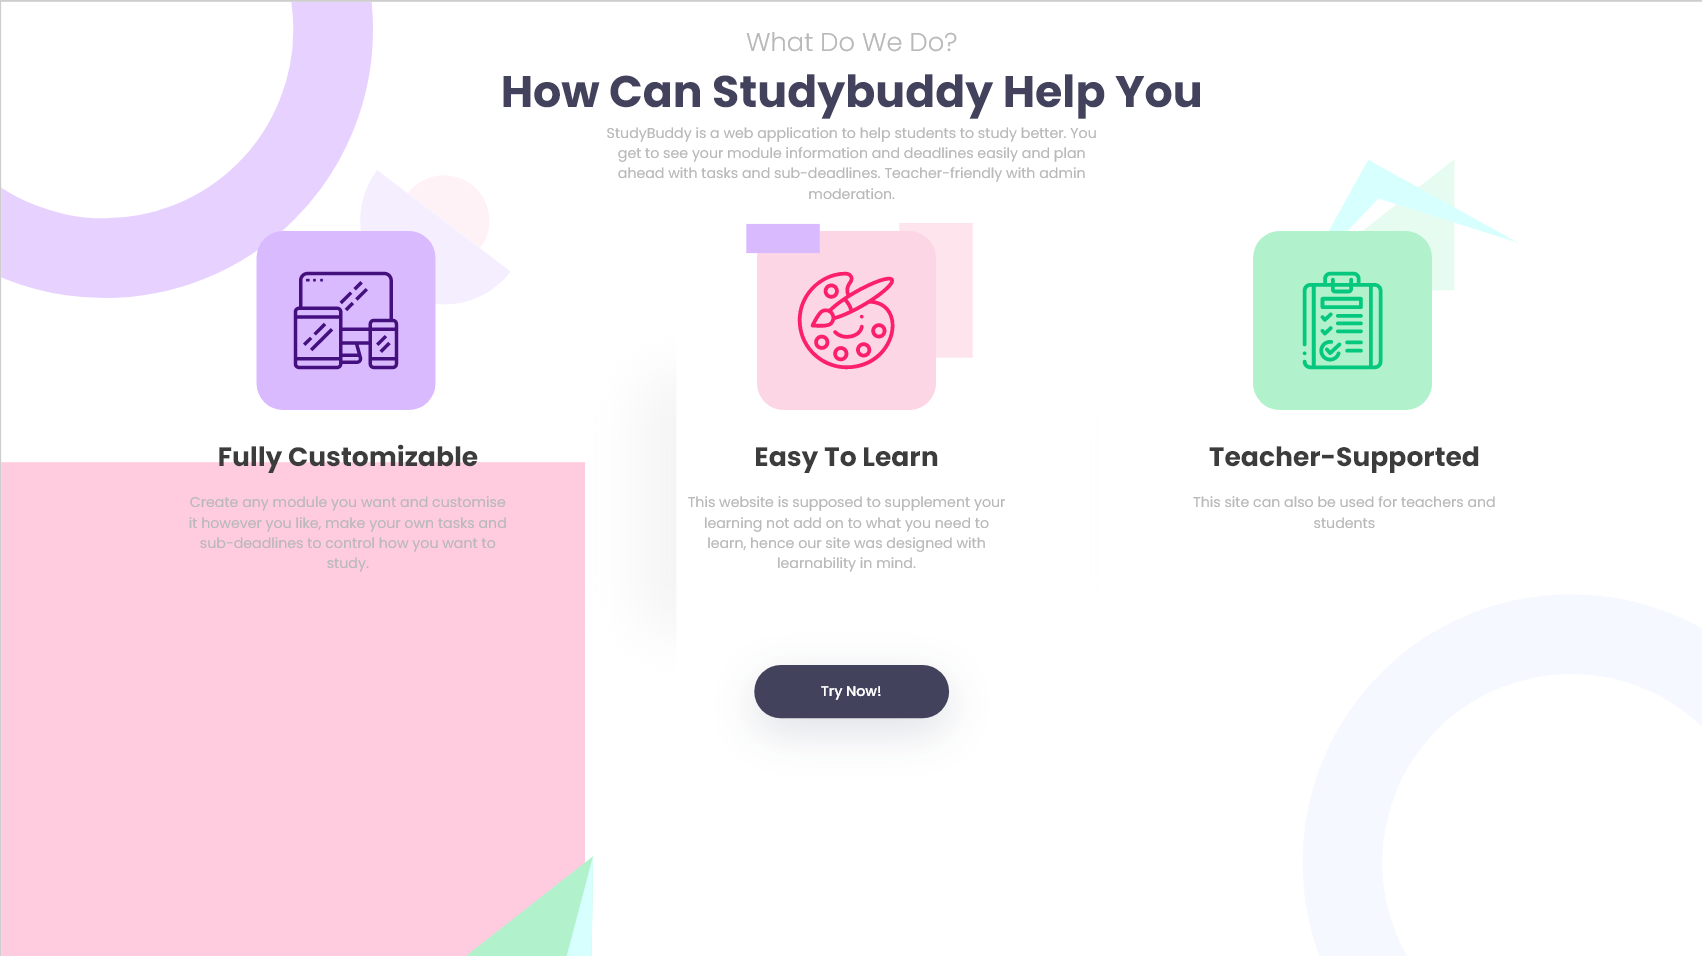 What Do We Do?
How Can Studybuddy Help You
StudyBuddy is a web application to help students to study better. You
get to see your module information and deadlines easily and plan
ahead with tasks and sub-deadlines. Teacher-friendly with admin
moderation.
Fully Customizable
Create any module you want and customise
it however you like, make your own tasks and
sub-deadlines to control how you want to
study.
Easy To Learn
This website is supposed to supplement your
learning not add on to what you need to
learn, hence our site was designed with
learnability in mind.
Teacher-Supported
This site can also be used for teachers and
students
Try Now!